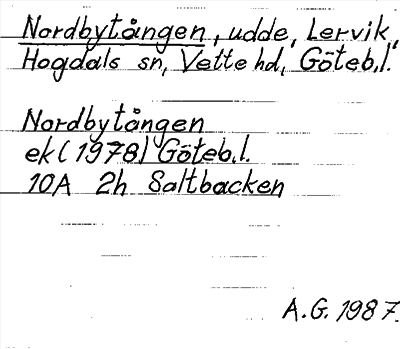 Nordbytången, udde, Lervik,
Hogdals sn, Vette hd, Göteb.l.
Nordbytången
ek (1978) Göteb.l.
10A 2h Saltbacken
A.G. 1987.